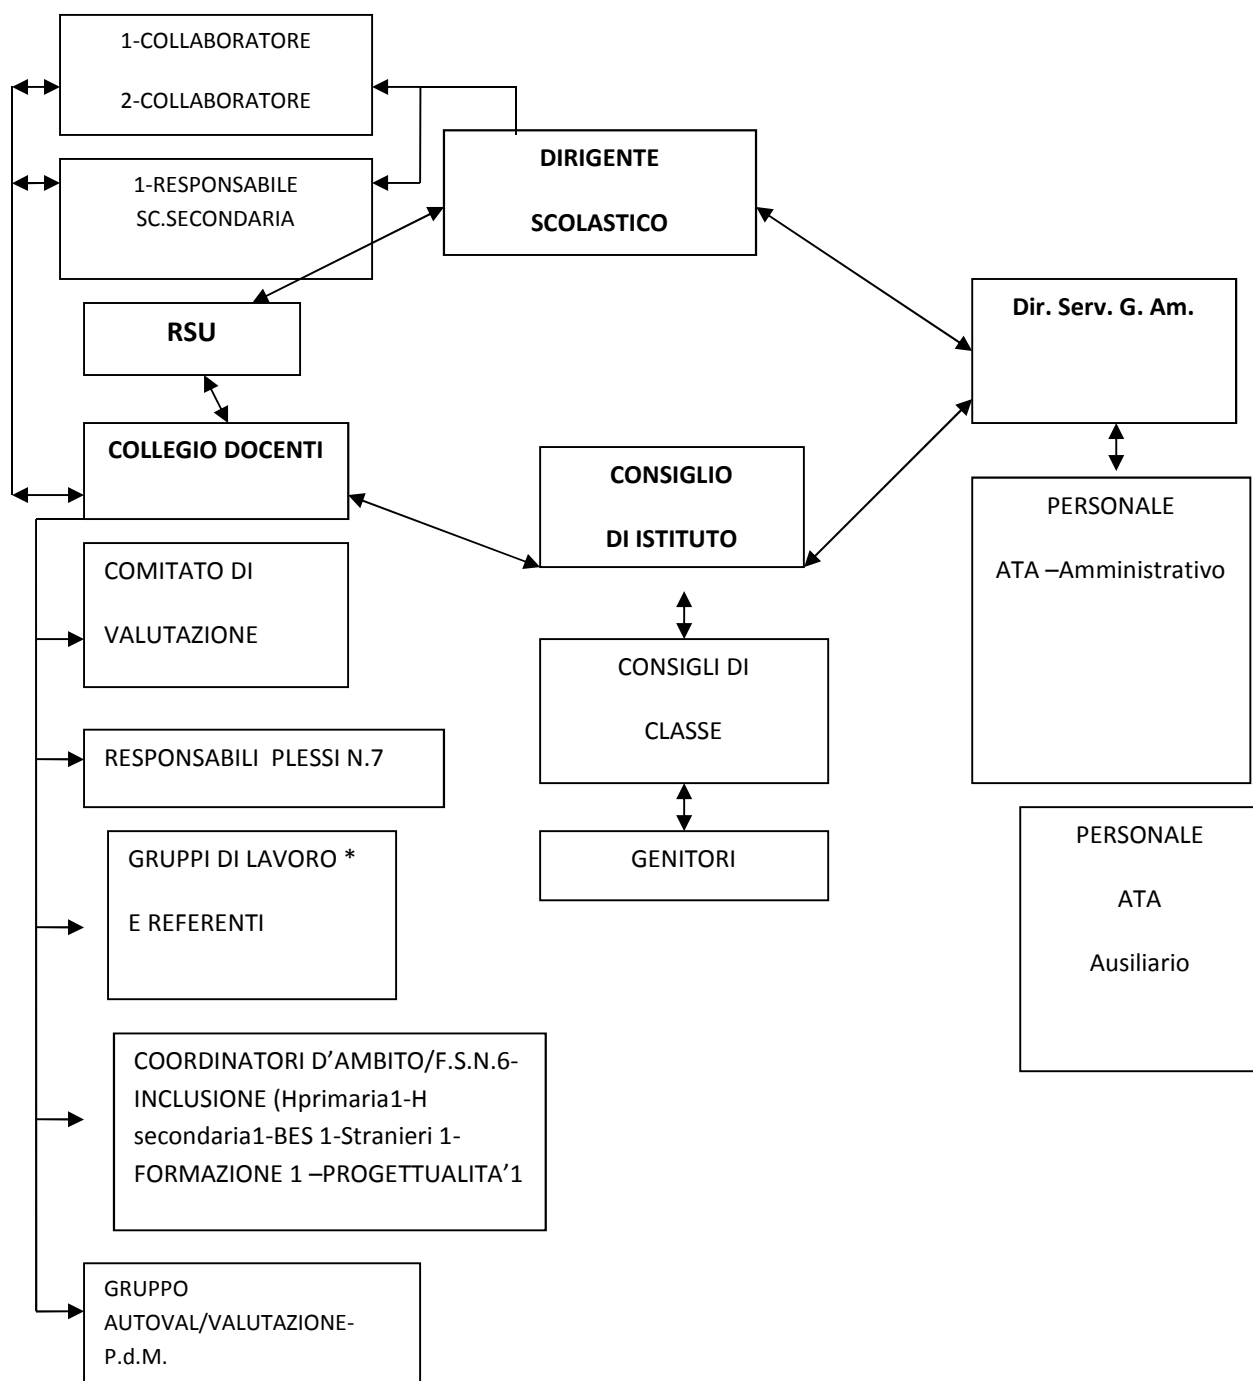 1-COLLABORATORE
2-COLLABORATORE
1-RESPONSABILE
SC.SECONDARIA
DIRIGENTE
SCOLASTICO
RSU
Dir. Serv. G. Am.
COLLEGIO DOCENTI
CONSIGLIO
DI ISTITUTO
PERSONALE
ATA –Amministrativo
COMITATO DI
VALUTAZIONE
CONSIGLI DI
CLASSE
RESPONSABILI  PLESSI N.7
GENITORI
PERSONALE
ATA
Ausiliario
GRUPPI DI LAVORO *
E REFERENTI
COORDINATORI D’AMBITO/F.S.N.6-
INCLUSIONE (Hprimaria1-H
secondaria1-BES 1-Stranieri 1-
FORMAZIONE 1 –PROGETTUALITA’1
GRUPPO
AUTOVAL/VALUTAZIONE-
P.d.M.